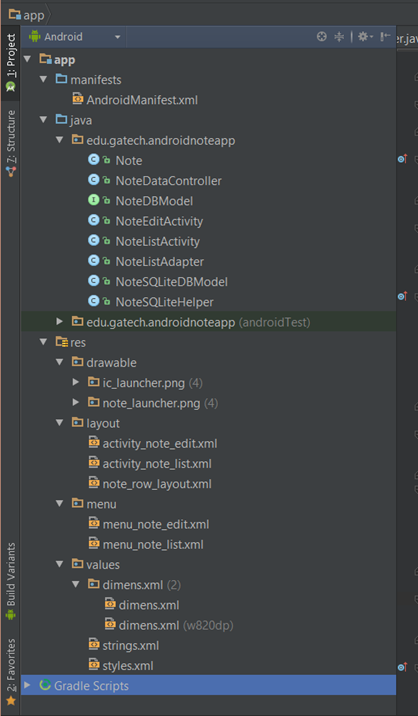 app
Android
er.jav
1: Project
app
manifests
AndroidManifest.xml
java
7: Structure
edu.gatech.androidnoteapp
C Note
C NoteDataController
I NoteDBModel
C NoteEditActivity
C NoteListActivity
C NoteListAdapter
C NoteSQLiteDBModel
C NoteSQLiteHelper
edu.gatech.androidnoteapp (androidTest)
res
drawable
ic_launcher.png (4)
note_launcher.png (4)
layout
activity_note_edit.xml
activity_note_list.xml
note_row_layout.xml
menu
menu_note_edit.xml
menu_note_list.xml
values
Build Variants
dimens.xml (2)
dimens.xml
dimens.xml (w820dp)
strings.xml
styles.xml
2: Favorites
Gradle Scripts